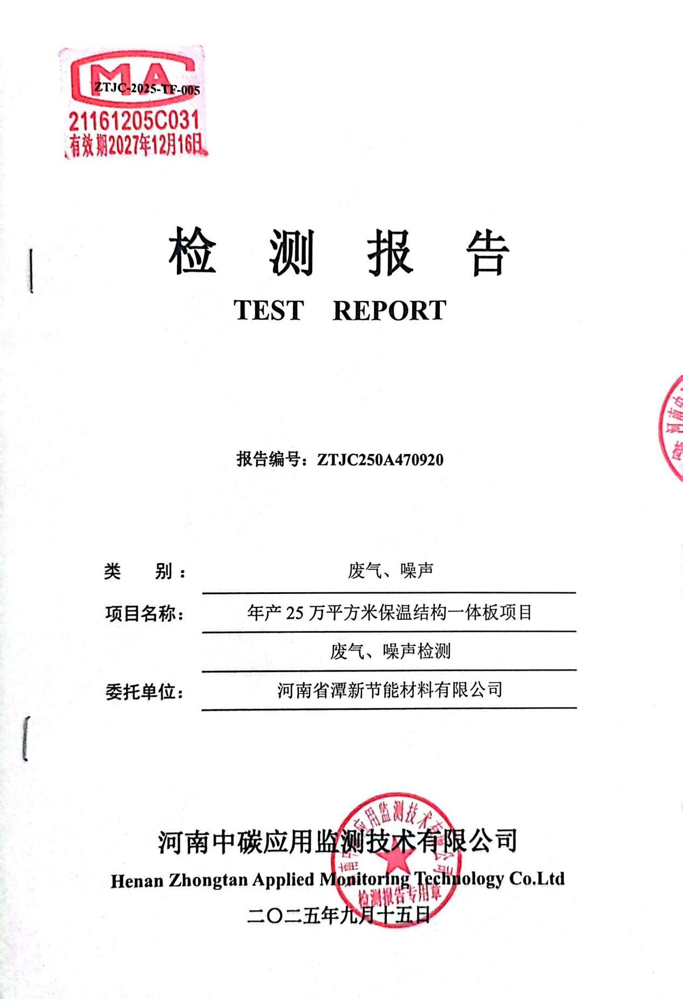 MA
ZTJC-2025-TF-005
21161205C031
有效期2027年12月16日
检测报告
TEST REPORT
报告编号：ZTJC250A470920
类别：废气、噪声
项目名称：年产 25 万平方米保温结构一体板项目
废气、噪声检测
委托单位：河南省潭新节能材料有限公司
河南中碳应用监测技术有限公司
Henan Zhongtan Applied Monitoring Technology Co.Ltd
检测报告专用章
二〇二五年九月十五日